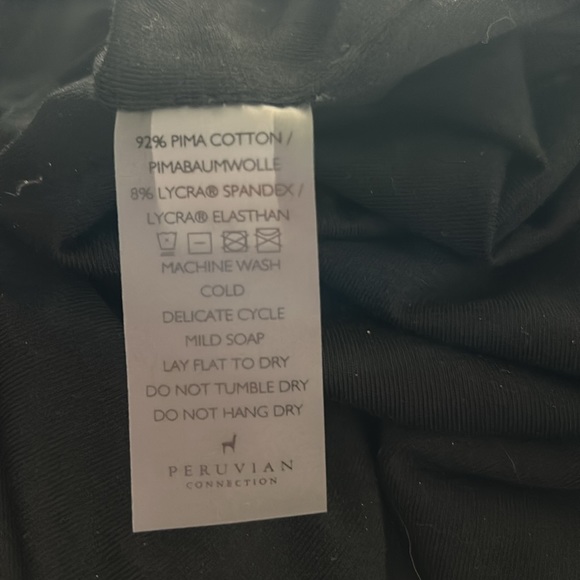 92% PIMA COTTON /
PIMABAUMWOLLE
8% LYCRA® SPANDEX /
LYCRA® ELASTHAN
MACHINE WASH
COLD
DELICATE CYCLE
MILD SOAP
LAY FLAT TO DRY
DO NOT TUMBLE DRY
DO NOT HANG DRY
PERUVIAN
CONNECTION